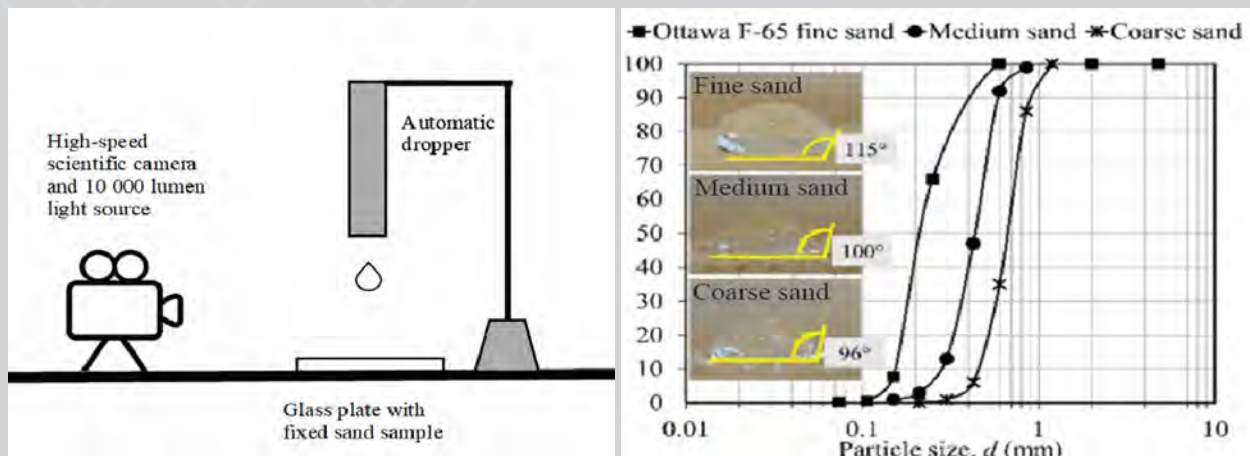 High-speed
scientific camera
and 10 000 lumen
light source
Automatic
dropper
Glass plate with
fixed sand sample
Ottawa F-65 fine sand Medium sand Coarse sand
100
90
80
70
60
50
40
30
20
10
0
Fine sand
115°
Medium sand
100°
Coarse sand
96°
0.01 0.1 1 10
Particle size, d (mm)